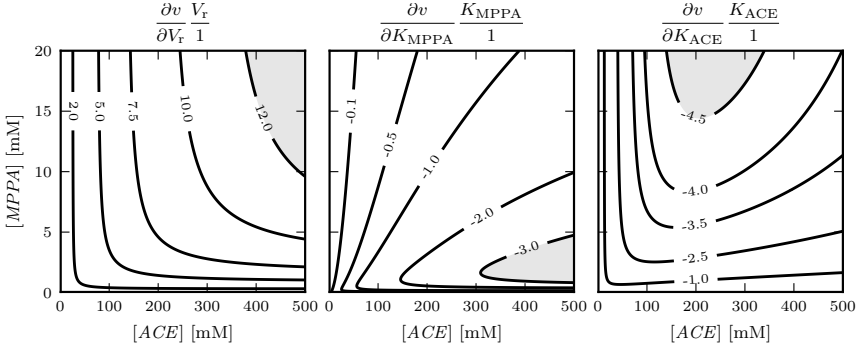 ∂v/∂V_r V_r/1
∂v/∂K_MPPA K_MPPA/1
∂v/∂K_ACE K_ACE/1
20
15
10
5
0
[MPPA] [mM]
2.0
5.0
7.5
10.0
12.0
0 100 200 300 400 500
[ACE] [mM]
-0.1
-0.5
-1.0
-2.0
-3.0
0 100 200 300 400 500
[ACE] [mM]
-4.5
-4.0
-3.5
-2.5
-1.0
0 100 200 300 400 500
[ACE] [mM]